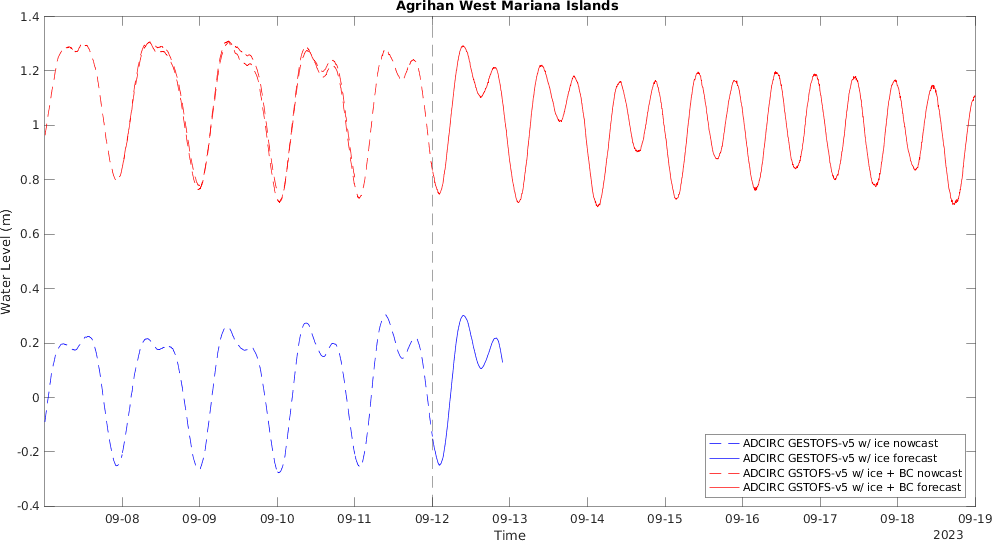 Agrihan West Mariana Islands
1.4
1.2
1
0.8
0.6
0.4
0.2
0
-0.2
-0.4
Water Level (m)
ADCIRC GESTOFS-v5 w/ ice nowcast
ADCIRC GESTOFS-v5 w/ ice forecast
ADCIRC GSTOFS-v5 w/ ice + BC nowcast
ADCIRC GSTOFS-v5 w/ ice + BC forecast
09-08 09-09 09-10 09-11 09-12 09-13 09-14 09-15 09-16 09-17 09-18 09-19
Time
2023